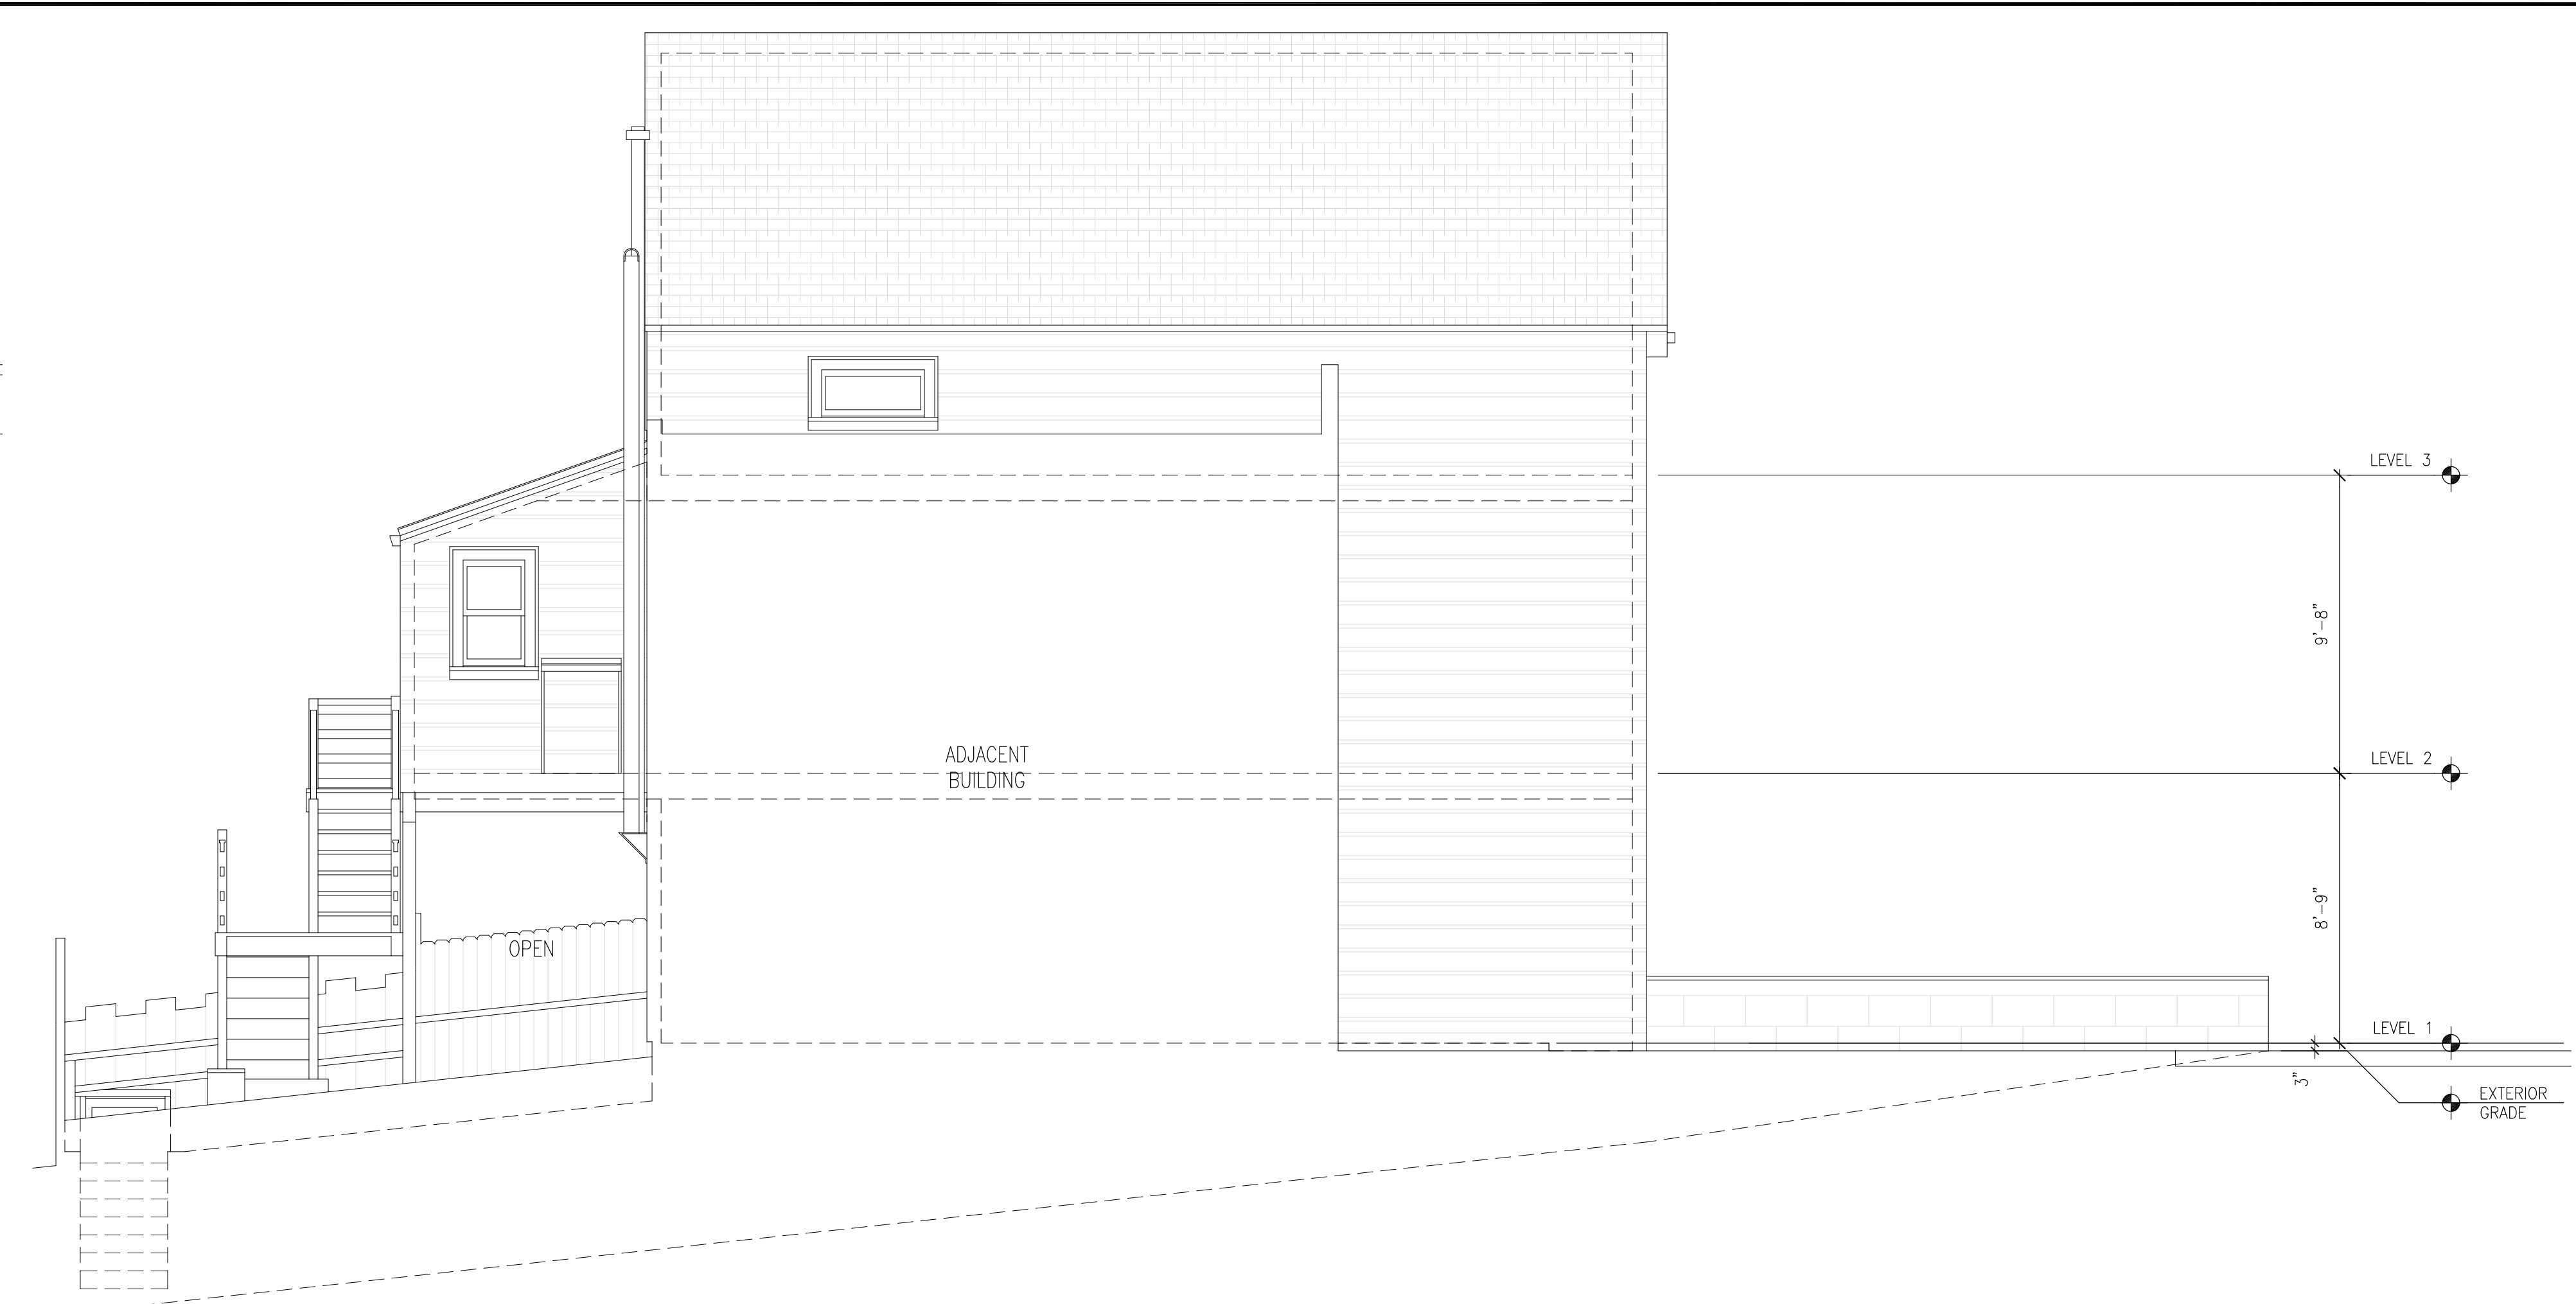 LEVEL 3
9'-8"
ADJACENT
BUILDING
LEVEL 2
8'-9"
OPEN
LEVEL 1
3"
EXTERIOR
GRADE